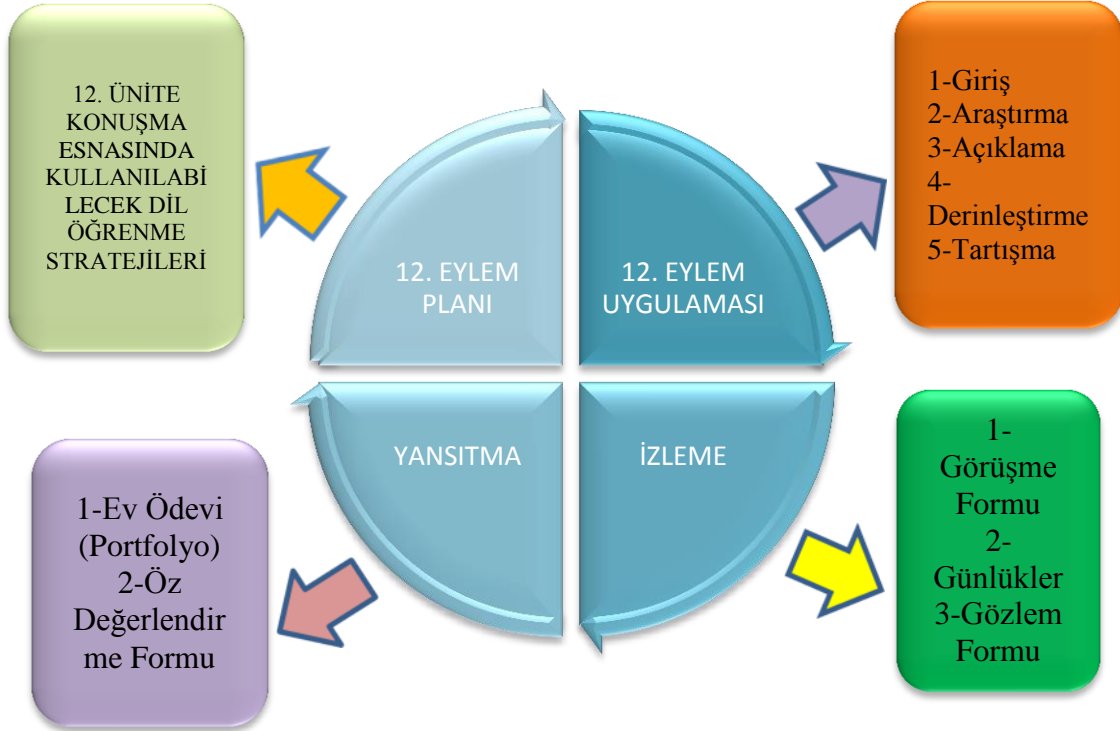 12. ÜNİTE
KONUŞMA
ESNASINDA
KULLANILABİ
LECEK DİL
ÖĞRENME
STRATEJİLERİ
1-Giriş
2-Araştırma
3-Açıklama
4-
Derinleştirme
5-Tartışma
12. EYLEM
PLANI
12. EYLEM
UYGULAMASI
YANSITMA
İZLEME
1-Ev Ödevi
(Portfolyo)
2-Öz
Değerlendir
me Formu
1-
Görüşme
Formu
2-
Günlükler
3-Gözlem
Formu